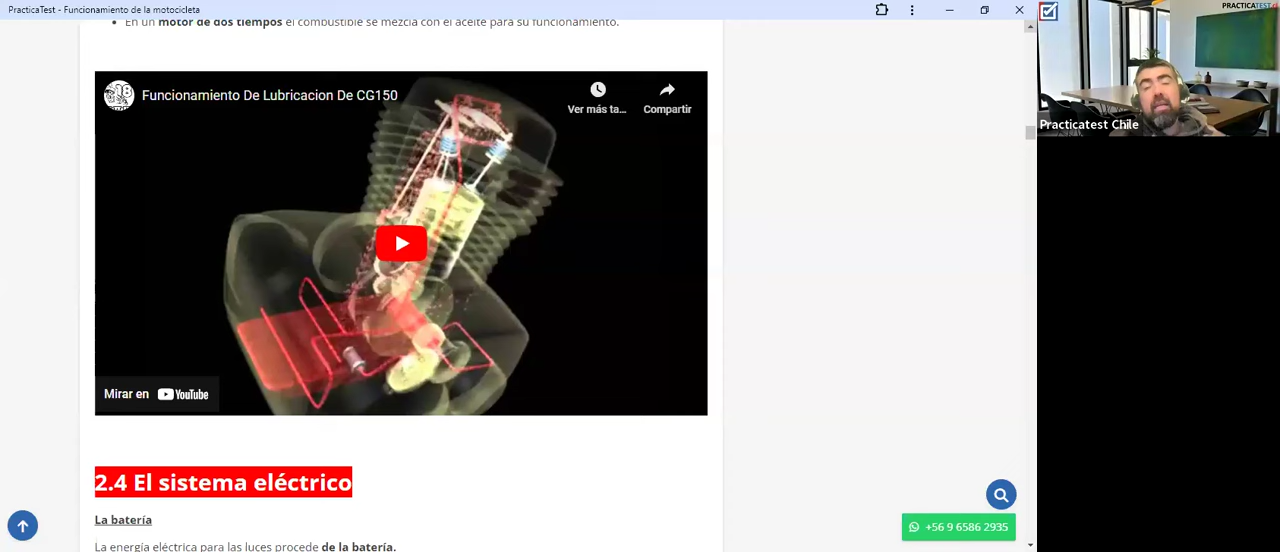 PracticaTest - Funcionamiento de la motocicleta
PRACTICATEST.
En un motor de dos tiempos el combustible se mezcla con el aceite para su funcionamiento.
Funcionamiento De Lubricacion De CG150
Ver más ta...
Compartir
Practicatest Chile
Mirar en YouTube
2.4 El sistema eléctrico
La batería
+56 9 6586 2935
La energía eléctrica para las luces procede de la batería.